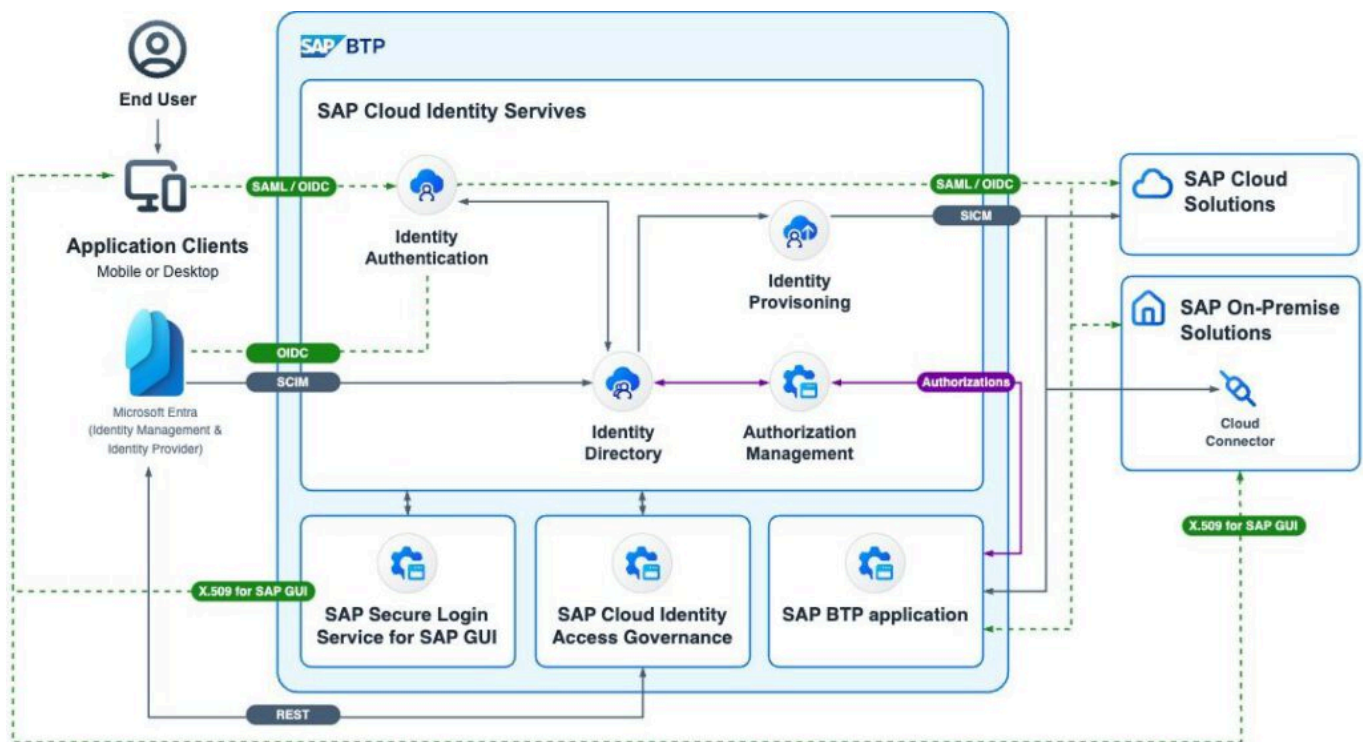 SAP BTP
End User
SAP Cloud Identity Servives
SAML / OIDC
SAML / OIDC
SAP Cloud
Solutions
SICM
Application Clients
Mobile or Desktop
Identity
Authentication
Identity
Provisoning
SAP On-Premise
Solutions
OIDC
SCIM
Authorizations
Microsoft Entra
(Identity Management &
Identity Provider)
Identity
Directory
Authorization
Management
Cloud
Connector
X.509 for SAP GUI
X.509 for SAP GUI
SAP Secure Login
Service for SAP GUI
SAP Cloud Identity
Access Governance
SAP BTP application
REST